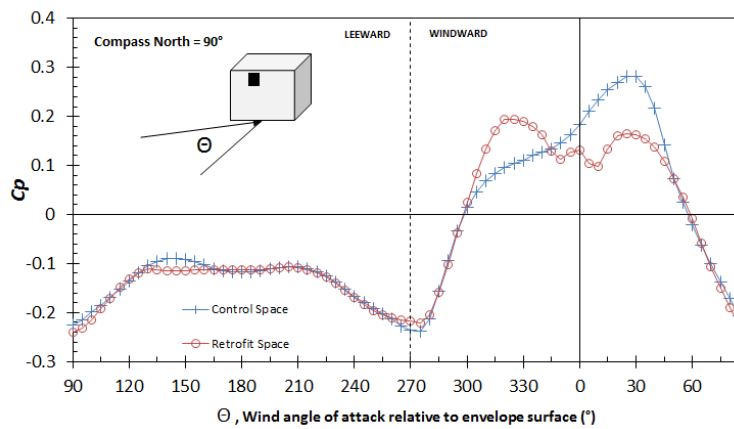 0.4
Compass North = 90°
LEEWARD
WINDWARD
0.3
0.2
Θ
0.1
Cp
0
-0.1
-0.2
Control Space
Retrofit Space
-0.3
90 120 150 180 210 240 270 300 330 0 30 60
Θ , Wind angle of attack relative to envelope surface (°)